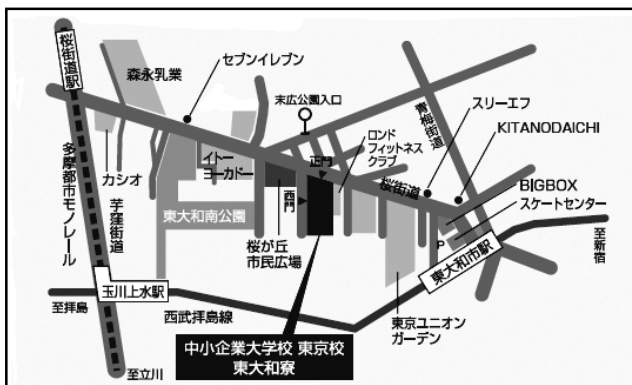 桜街道駅
森永乳業
セブンイレブン
末広公園入口
青梅街道
スリーエフ
KITANODAICHI
ロンド
フィットネス
クラブ
正門
カシオ
イトー
ヨーカドー
桜街道
BIGBOX
スケートセンター
多摩都市モノレール
芋窪街道
東大和南公園
西門
桜が丘
市民広場
P
東大和市駅
至新宿
玉川上水駅
至拝島
西武拝島線
東京ユニオン
ガーデン
中小企業大学校 東京校
東大和寮
至立川